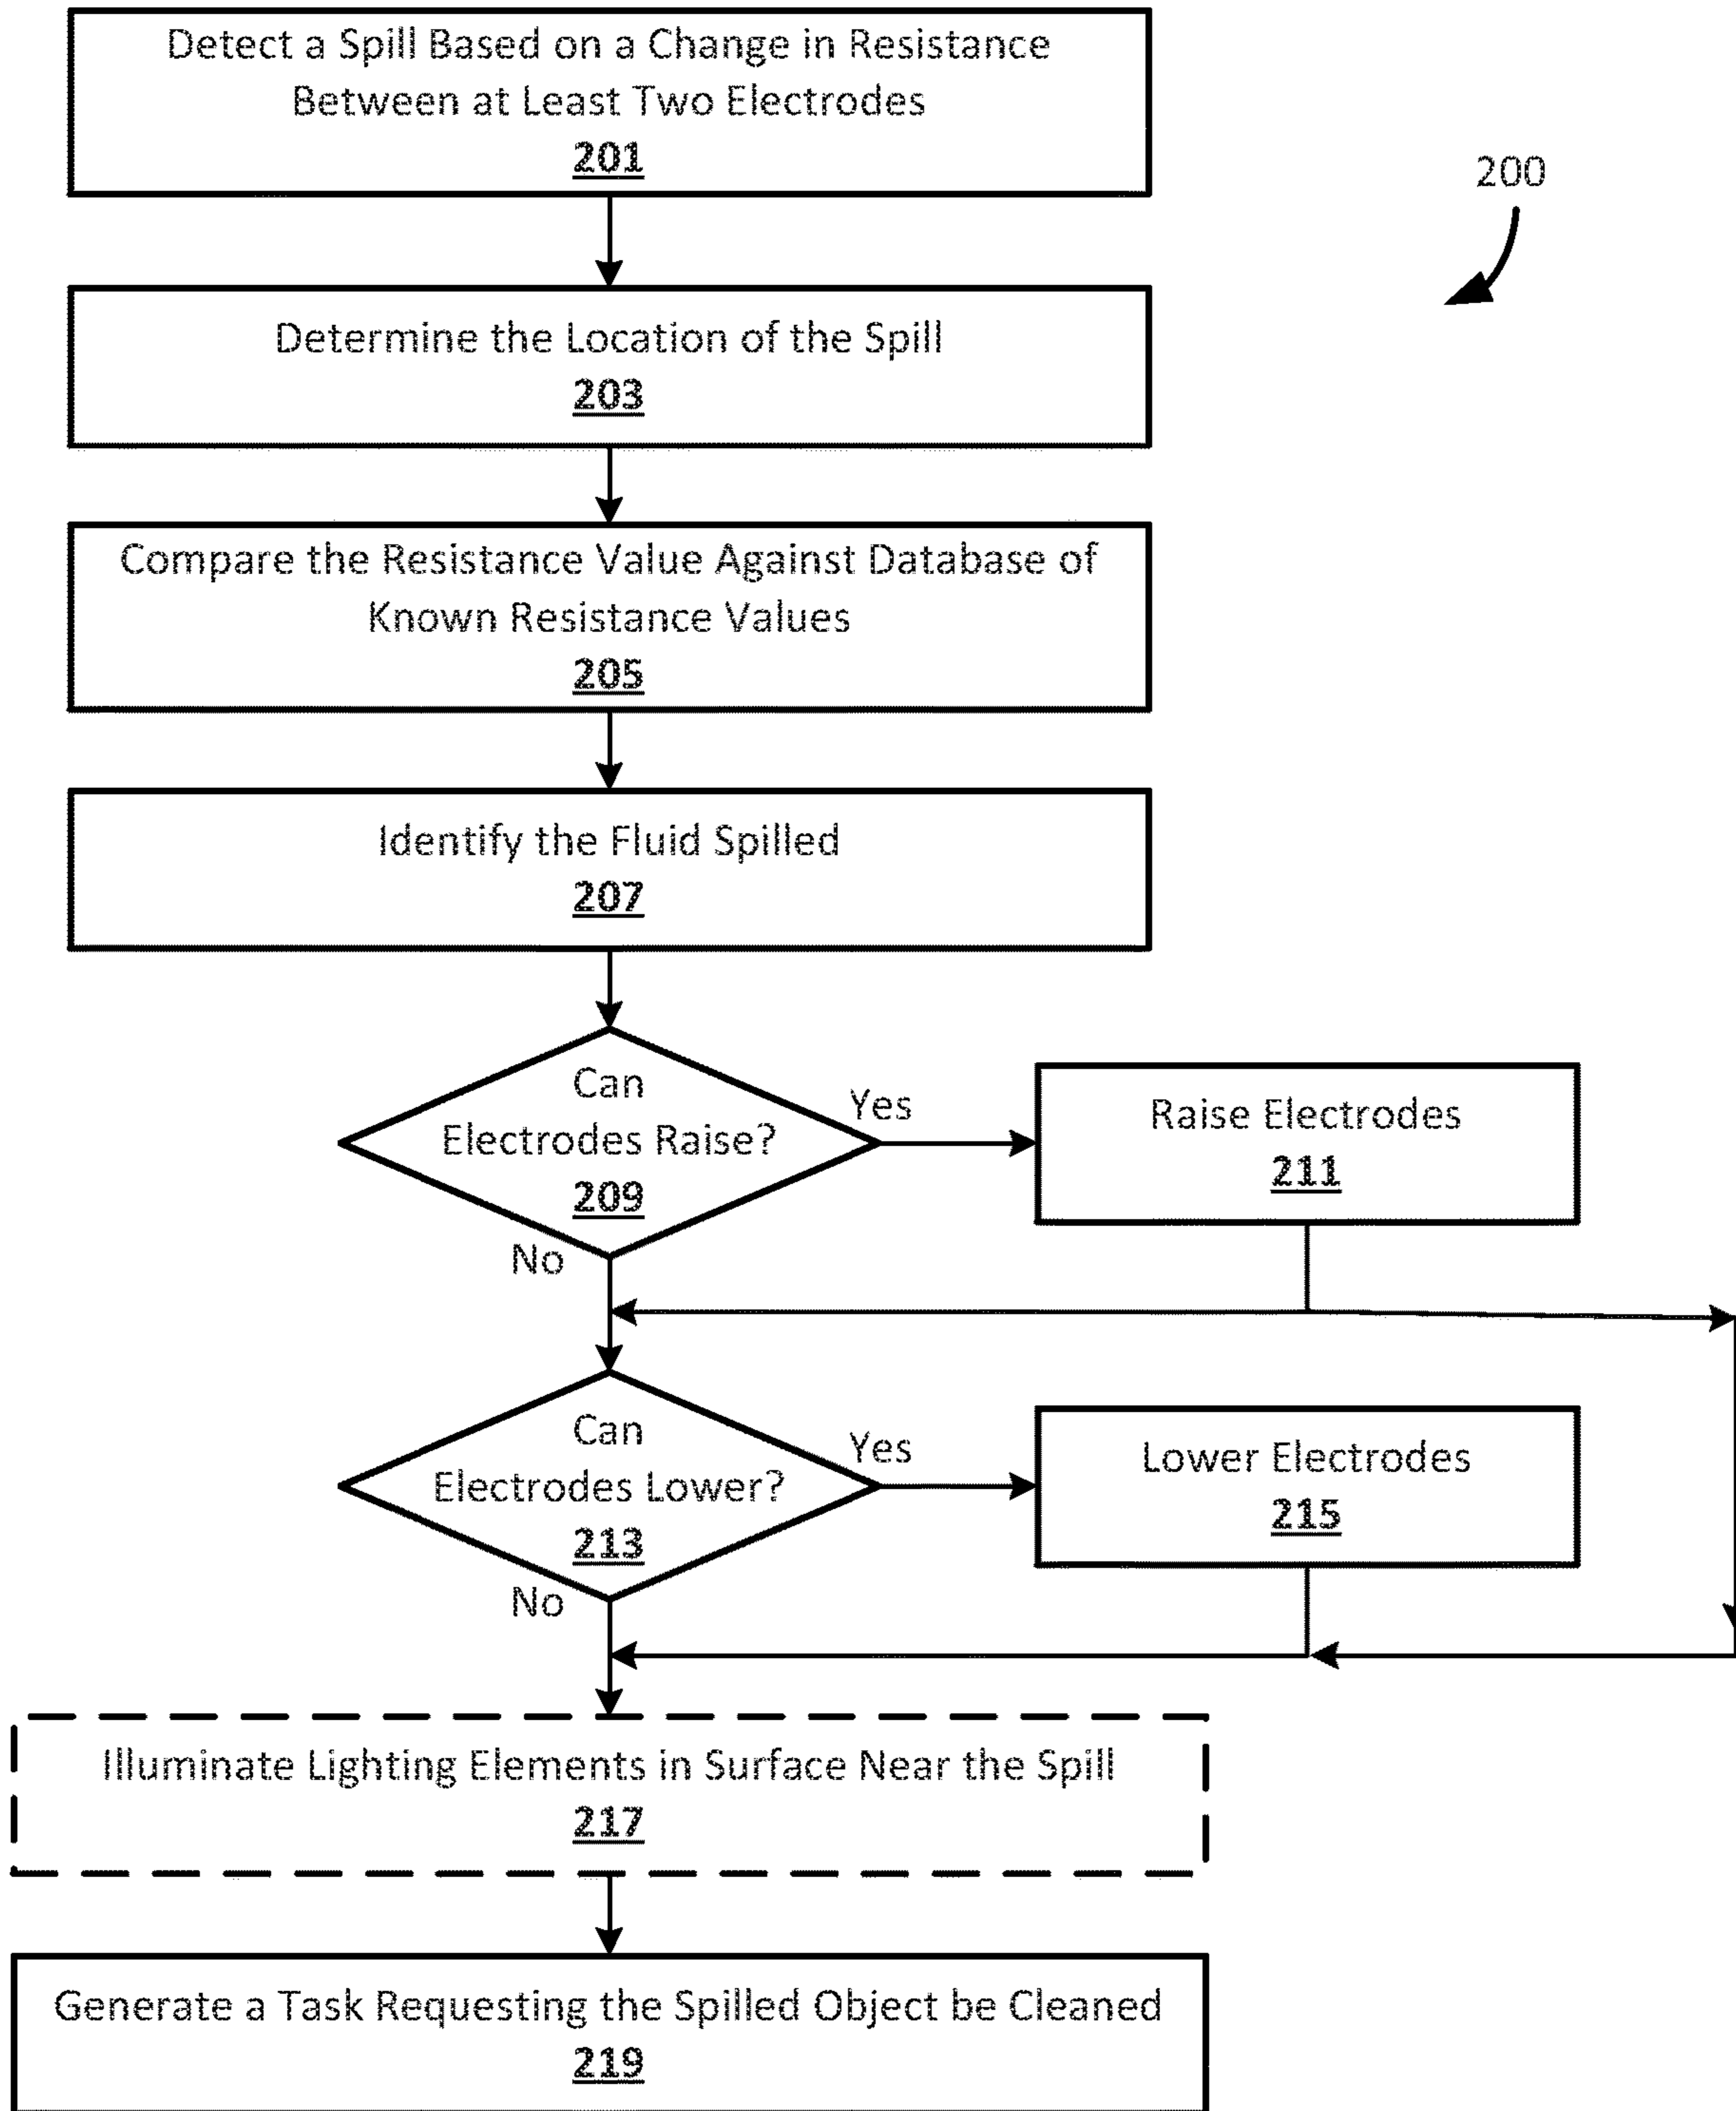 Detect a Spill Based on a Change in Resistance
Between at Least Two Electrodes
201
200
Determine the Location of the Spill
203
Compare the Resistance Value Against Database of
Known Resistance Values
205
Identify the Fluid Spilled
207
Can
Electrodes Raise?
209
Yes
No
Raise Electrodes
211
Can
Electrodes Lower?
213
Yes
No
Lower Electrodes
215
Illuminate Lighting Elements in Surface Near the Spill
217
Generate a Task Requesting the Spilled Object be Cleaned
219